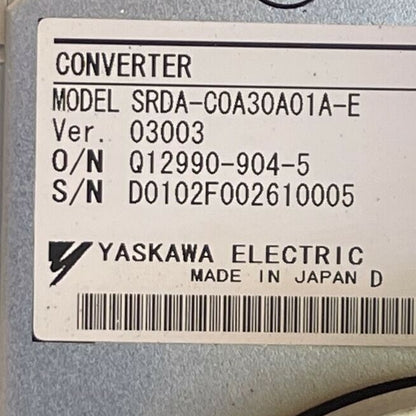 CONVERTER
MODEL SRDA-COA30A01A-E
Ver. 03003
O/N Q12990-904-5
S/N D0102F002610005
YASKAWA ELECTRIC
MADE IN JAPAN D